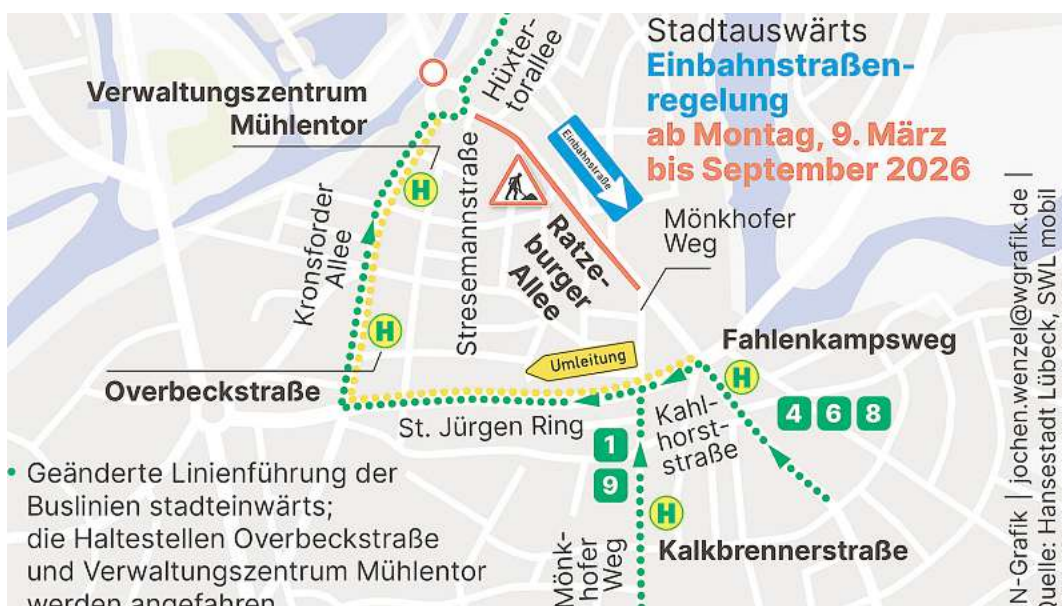 Stadtauswärts
Einbahnstraßen-
regelung
ab Montag, 9. März
bis September 2026
Hüxter-
torallee
Verwaltungszentrum
Mühlentor
H
Einbahnstraße
Stresemannstraße
Kronsforder
Allee
Ratze-
burger
Allee
Mönkhofer
Weg
H
Overbeckstraße
Umleitung
Fahlenkampsweg
H
4 6 8
St. Jürgen Ring
Kahl-
horst-
straße
1
9
H
Kalkbrennerstraße
Mönk-
hofer
Weg
Geänderte Linienführung der
Buslinien stadteinwärts;
die Haltestellen Overbeckstraße
und Verwaltungszentrum Mühlentor
werden angefahren
N-Grafik | jochen.wenzel@wgrafik.de |
Quelle: Hansestadt Lübeck, SWL mobil